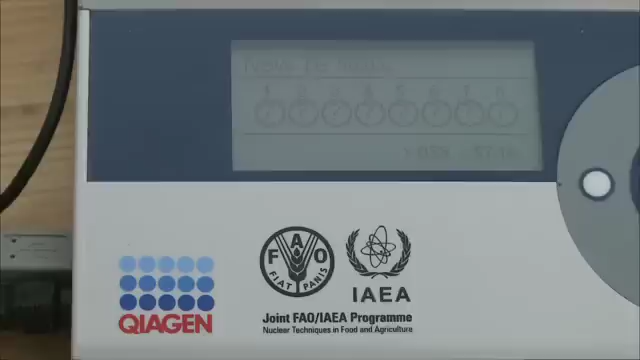 FAO
FIAT PANIS
IAEA
QIAGEN
Joint FAO/IAEA Programme
Nuclear Techniques in Food and Agriculture